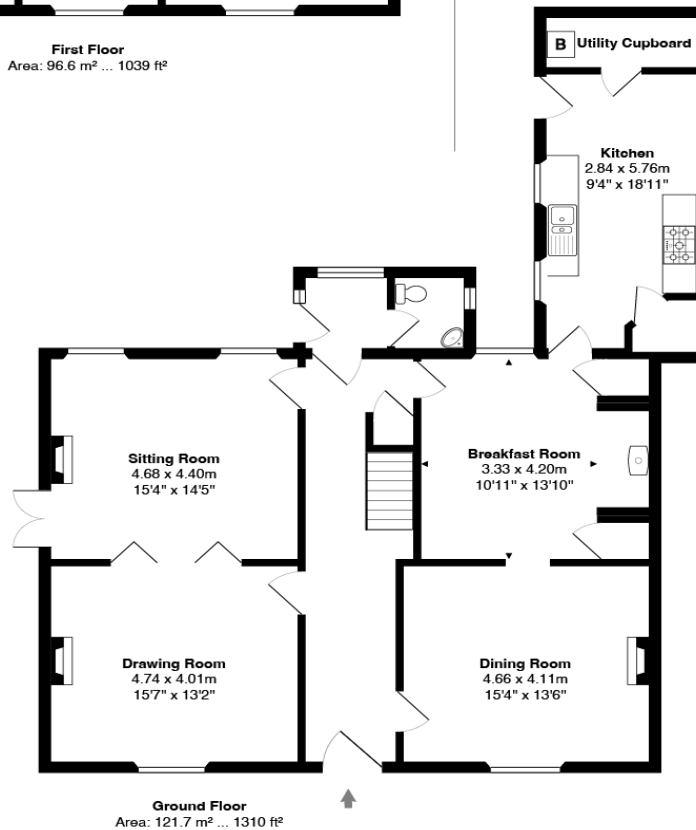 First Floor
Area: 96.6 m² ... 1039 ft²
B Utility Cupboard
Kitchen
2.84 x 5.76m
9'4" x 18'11"
Sitting Room
4.68 x 4.40m
15'4" x 14'5"
Breakfast Room
3.33 x 4.20m
10'11" x 13'10"
Drawing Room
4.74 x 4.01m
15'7" x 13'2"
Dining Room
4.66 x 4.11m
15'4" x 13'6"
Ground Floor
Area: 121.7 m² ... 1310 ft²